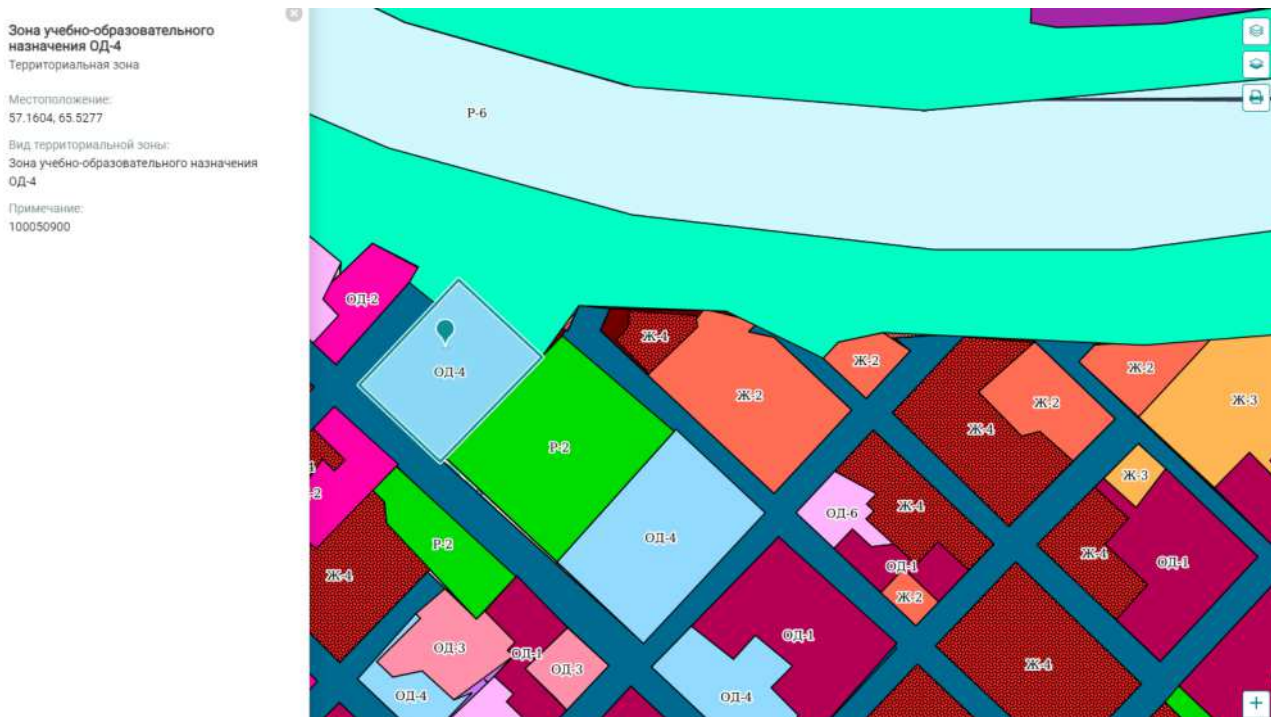 Зона учебно-образовательного
назначения ОД-4
Территориальная зона
Местоположение:
57.1604, 65.5277
Вид территориальной зоны:
Зона учебно-образовательного назначения
ОД-4
Примечание:
100050900
Р-6
ОД-2
Ж-4
Ж-2
Ж-2
Ж-2
ОД-4
Ж-2
Ж-3
Ж-4
Р-2
4
Ж-3
-2
Ж-4
ОД-6
ОД-4
Р-2
Ж-4
ОД-1
ОД-1
Ж-4
Ж-2
ОД-1
ОД-3
ОД-1
ОД-3
Ж-4
ОД-4
ОД-4